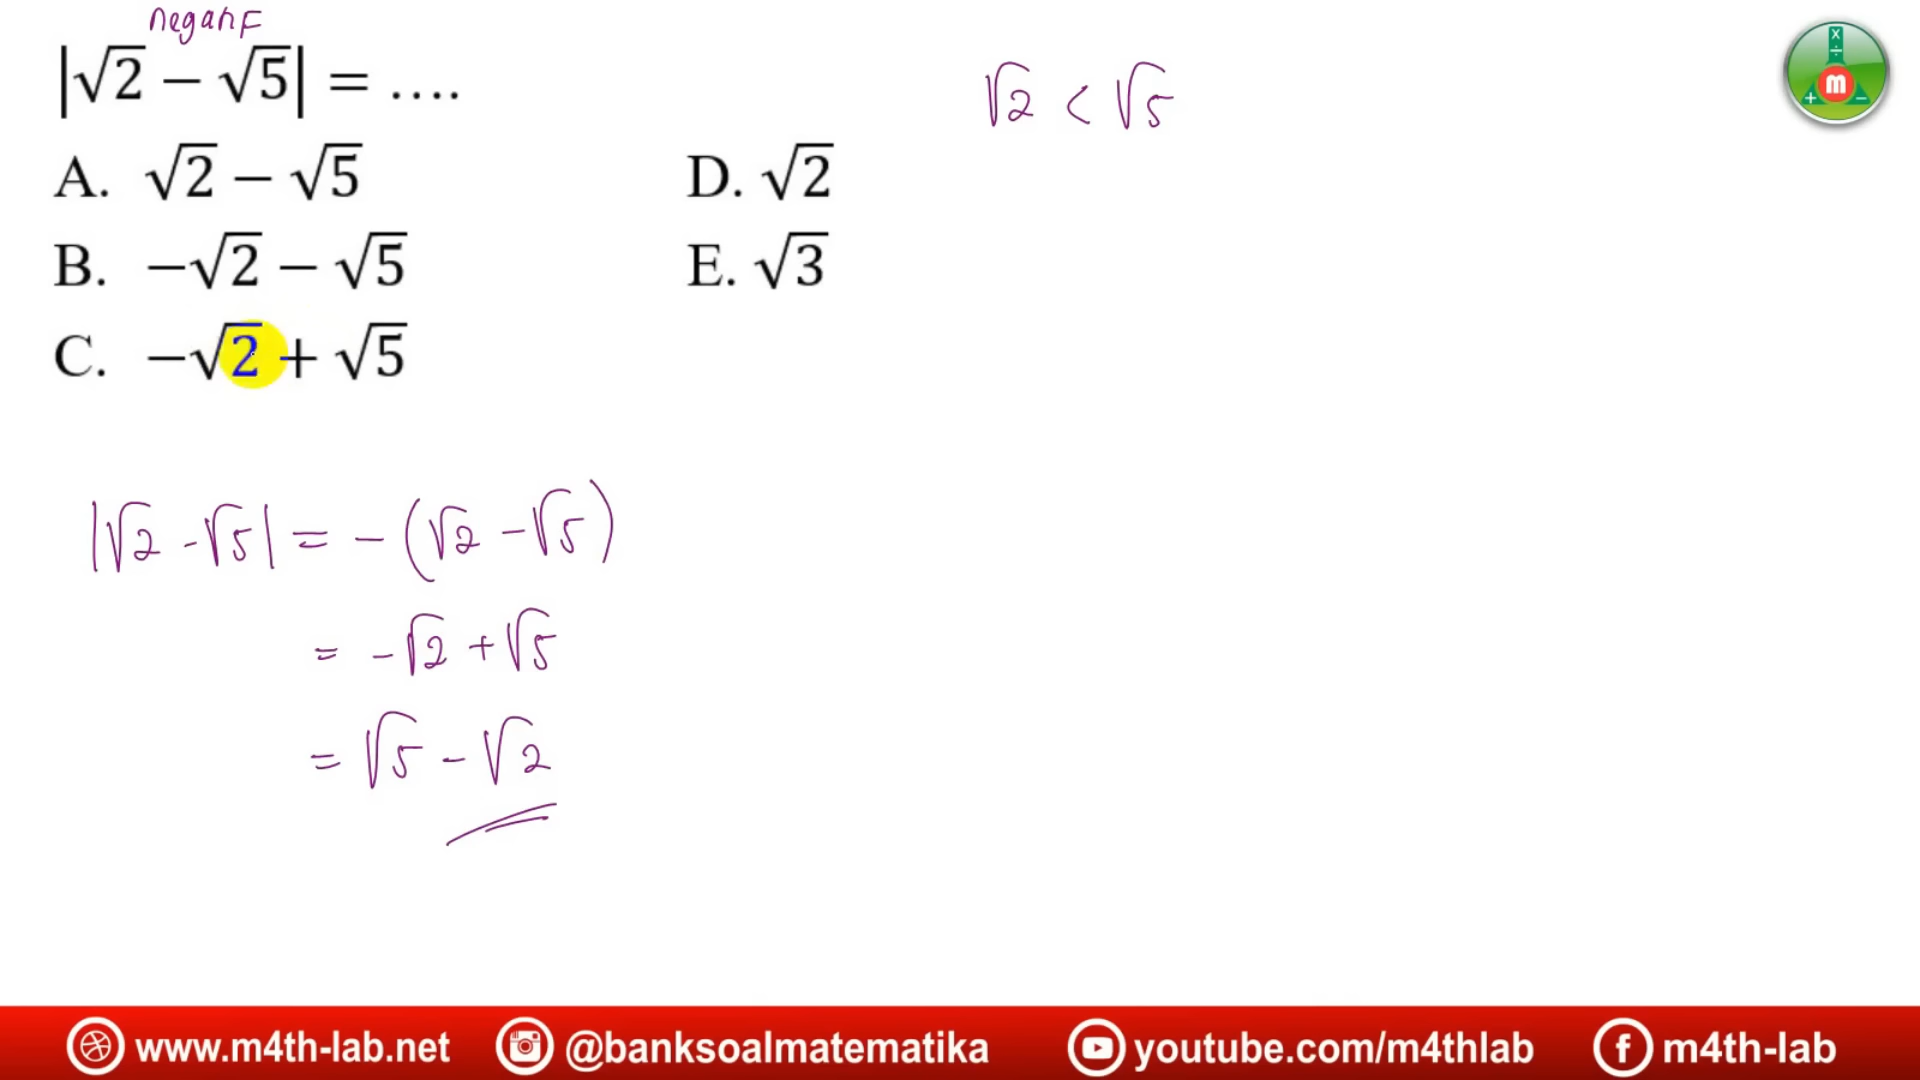 negatif
|√2 − √5| = ….
√2 < √5
A. √2 − √5
D. √2
B. −√2 − √5
E. √3
C. −√2 + √5
|√2 - √5| = - (√2 - √5)
= -√2 + √5
= √5 - √2
x ÷ m + −
www.m4th-lab.net @banksoalmatematika youtube.com/m4thlab m4th-lab